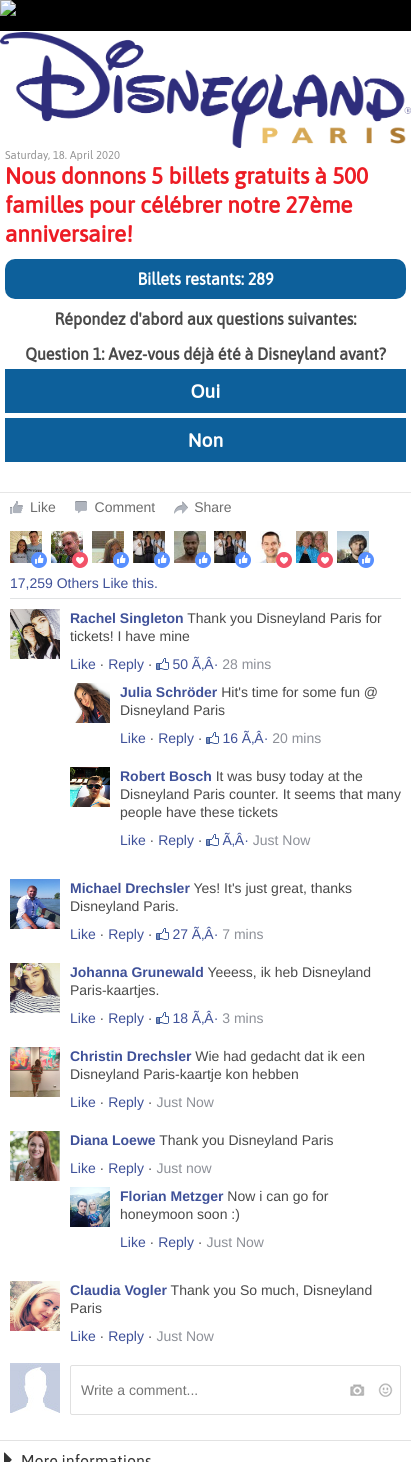 Disneyland®
PARIS
Saturday, 18. April 2020
Nous donnons 5 billets gratuits à 500
familles pour célébrer notre 27ème
anniversaire!
Billets restants: 289
Répondez d'abord aux questions suivantes:
Question 1: Avez-vous déjà été à Disneyland avant?
Oui
Non
Like Comment Share
17,259 Others Like this.
Rachel Singleton Thank you Disneyland Paris for
tickets! I have mine
Like · Reply · 50 Ã‚Â· 28 mins
Julia Schröder Hit's time for some fun @
Disneyland Paris
Like · Reply · 16 Ã‚Â· 20 mins
Robert Bosch It was busy today at the
Disneyland Paris counter. It seems that many
people have these tickets
Like · Reply · Ã‚Â· Just Now
Michael Drechsler Yes! It's just great, thanks
Disneyland Paris.
Like · Reply · 27 Ã‚Â· 7 mins
Johanna Grunewald Yeeess, ik heb Disneyland
Paris-kaartjes.
Like · Reply · 18 Ã‚Â· 3 mins
Christin Drechsler Wie had gedacht dat ik een
Disneyland Paris-kaartje kon hebben
Like · Reply · Just Now
Diana Loewe Thank you Disneyland Paris
Like · Reply · Just now
Florian Metzger Now i can go for
honeymoon soon :)
Like · Reply · Just Now
Claudia Vogler Thank you So much, Disneyland
Paris
Like · Reply · Just Now
Write a comment...
More informations